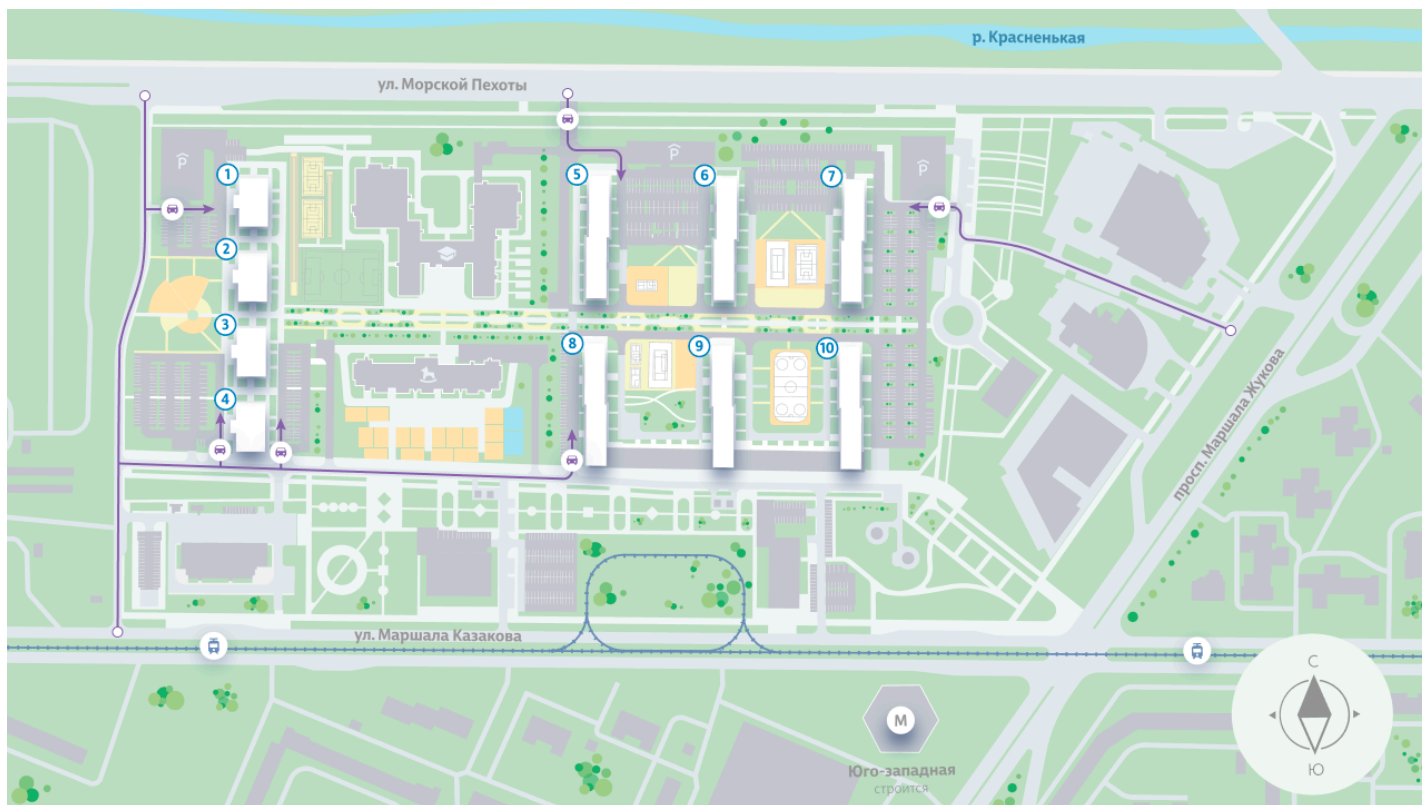 р. Красненькая
ул. Морской Пехоты
P
P
P
1
5
6
7
2
3
8
9
10
4
просп. Маршала Жукова
ул. Маршала Казакова
С
М
Юго-западная
строится
Ю